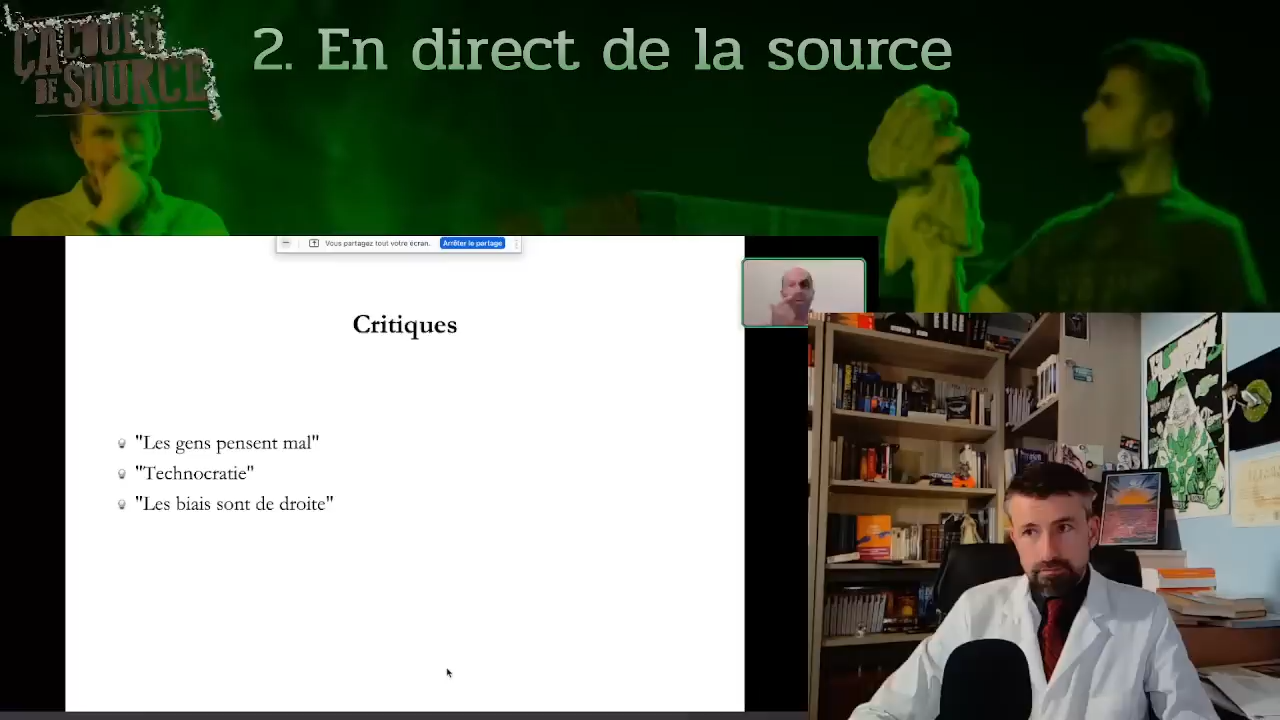 ÇA COULE
DE SOURCE
2. En direct de la source
Vous partagez tout votre écran.
Arrêter le partage
Critiques
"Les gens pensent mal"
"Technocratie"
"Les biais sont de droite"